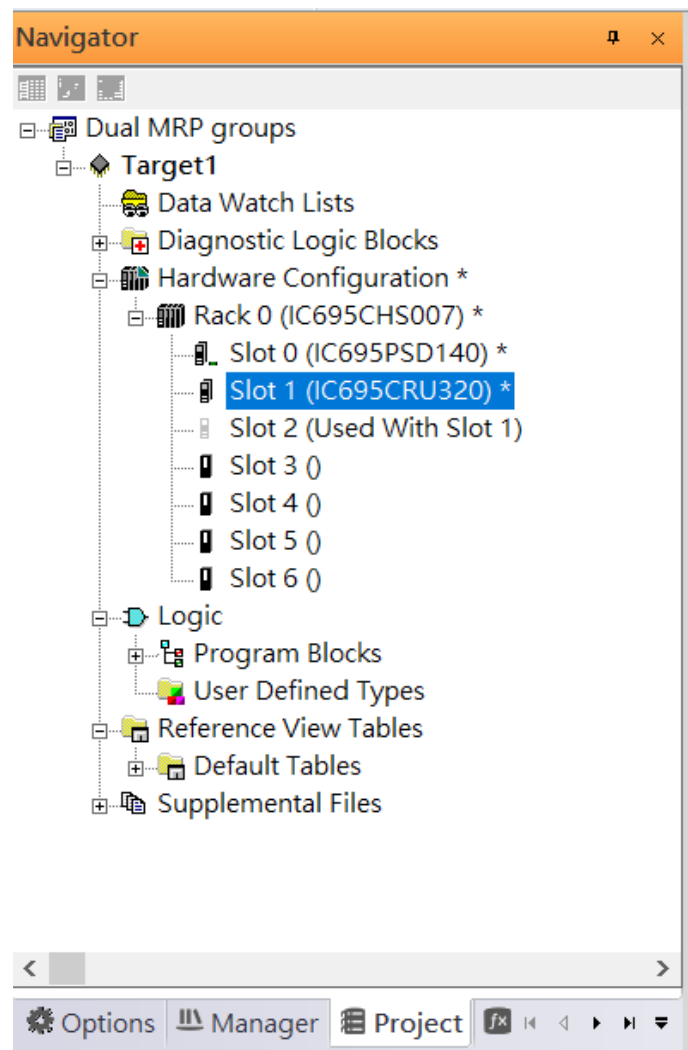 Navigator
Dual MRP groups
Target1
Data Watch Lists
Diagnostic Logic Blocks
Hardware Configuration *
Rack 0 (IC695CHS007) *
Slot 0 (IC695PSD140) *
Slot 1 (IC695CRU320) *
Slot 2 (Used With Slot 1)
Slot 3 ()
Slot 4 ()
Slot 5 ()
Slot 6 ()
Logic
Program Blocks
User Defined Types
Reference View Tables
Default Tables
Supplemental Files
Options Manager Project fx